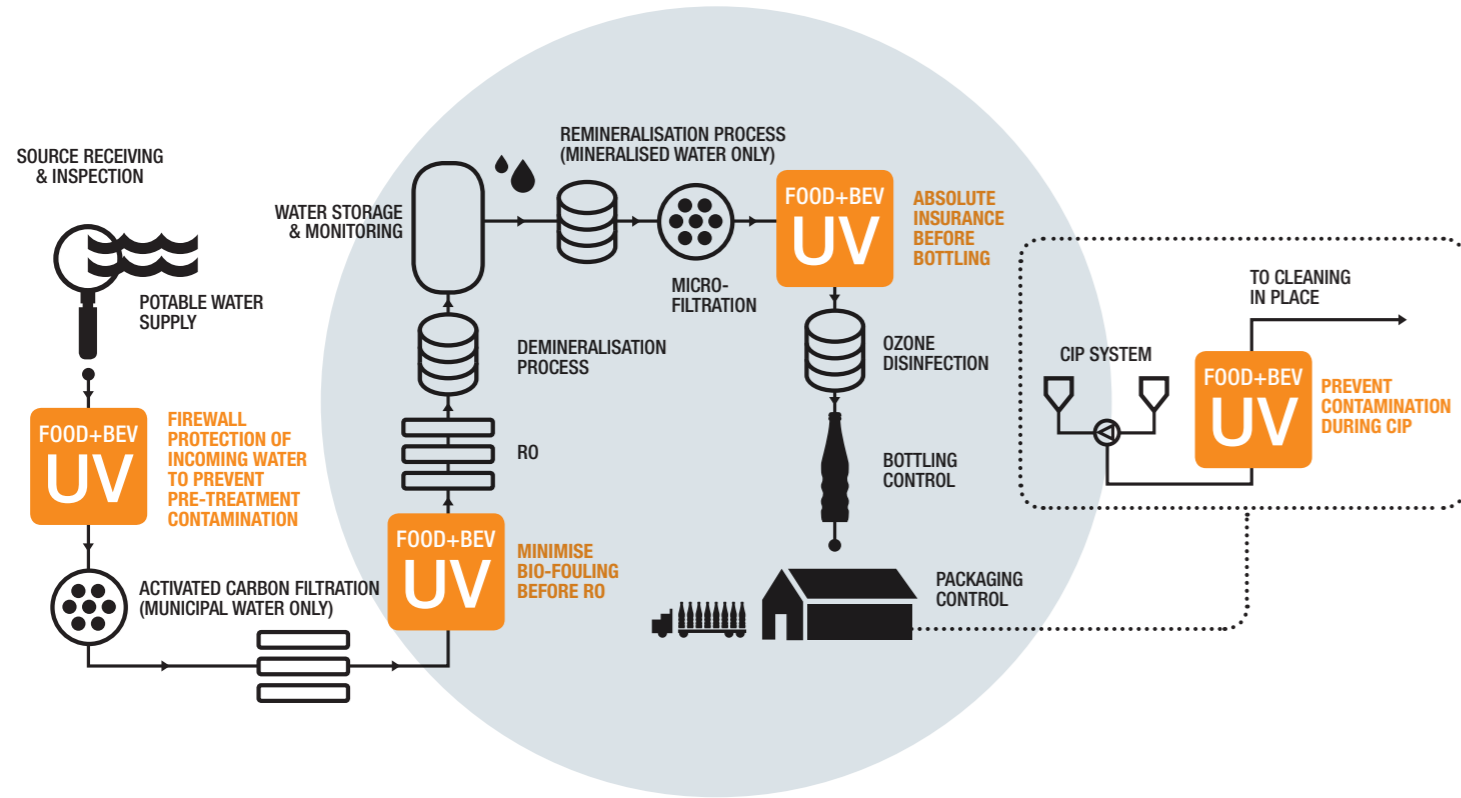 SOURCE RECEIVING
& INSPECTION
POTABLE WATER
SUPPLY
FOOD+BEV
UV
FIREWALL
PROTECTION OF
INCOMING WATER
TO PREVENT
PRE-TREATMENT
CONTAMINATION
ACTIVATED CARBON FILTRATION
(MUNICIPAL WATER ONLY)
FOOD+BEV
UV
MINIMISE
BIO-FOULING
BEFORE RO
RO
DEMINERALISATION
PROCESS
WATER STORAGE
& MONITORING
REMINERALISATION PROCESS
(MINERALISED WATER ONLY)
MICRO-
FILTRATION
FOOD+BEV
UV
ABSOLUTE
INSURANCE
BEFORE
BOTTLING
OZONE
DISINFECTION
BOTTLING
CONTROL
PACKAGING
CONTROL
CIP SYSTEM
TO CLEANING
IN PLACE
FOOD+BEV
UV
PREVENT
CONTAMINATION
DURING CIP